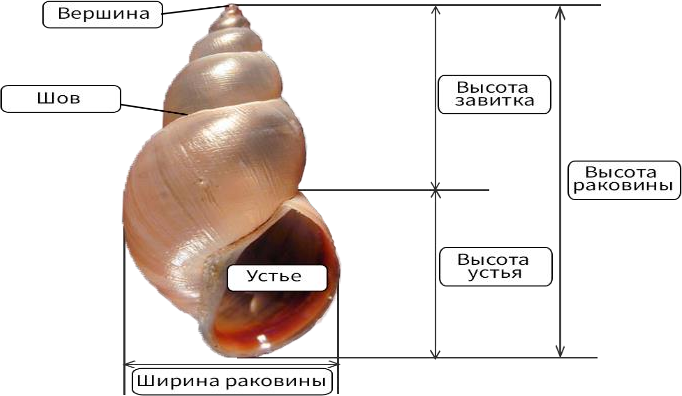 Вершина
Шов
Высота
завитка
Высота
раковины
Высота
устья
Устье
Ширина раковины